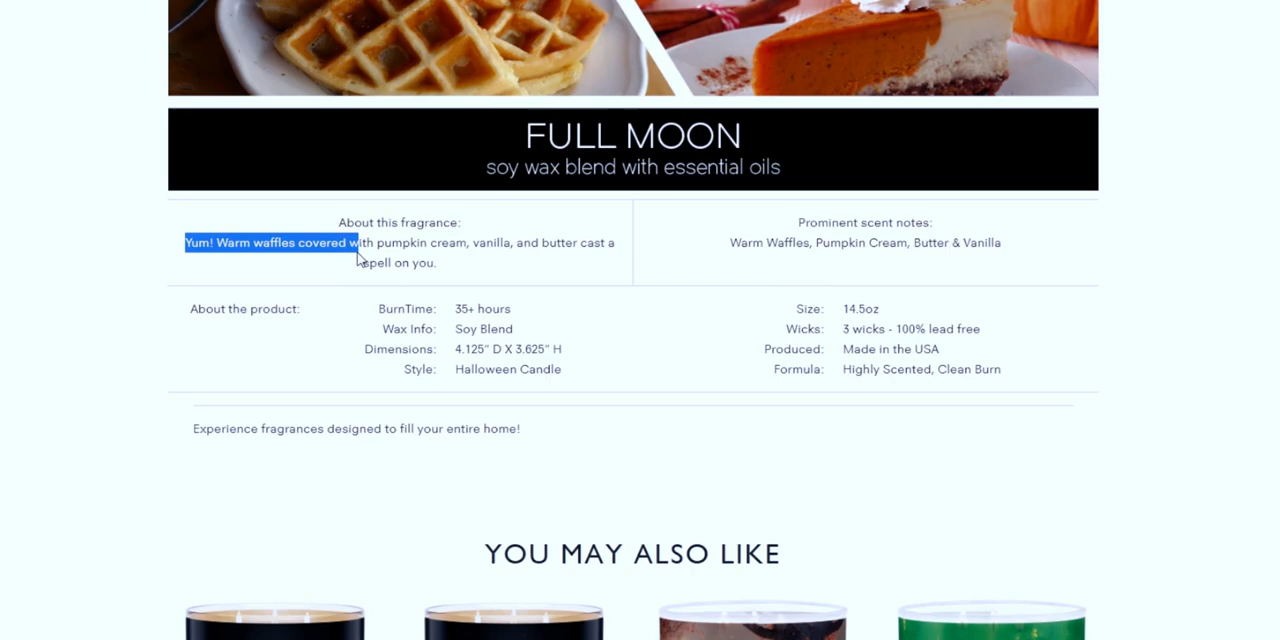 FULL MOON
soy wax blend with essential oils
About this fragrance:
Yum! Warm waffles covered with pumpkin cream, vanilla, and butter cast a
spell on you.
Prominent scent notes:
Warm Waffles, Pumpkin Cream, Butter & Vanilla
About the product:
BurnTime: 35+ hours
Wax Info: Soy Blend
Dimensions: 4.125" D X 3.625" H
Style: Halloween Candle
Size: 14.5oz
Wicks: 3 wicks - 100% lead free
Produced: Made in the USA
Formula: Highly Scented, Clean Burn
Experience fragrances designed to fill your entire home!
YOU MAY ALSO LIKE